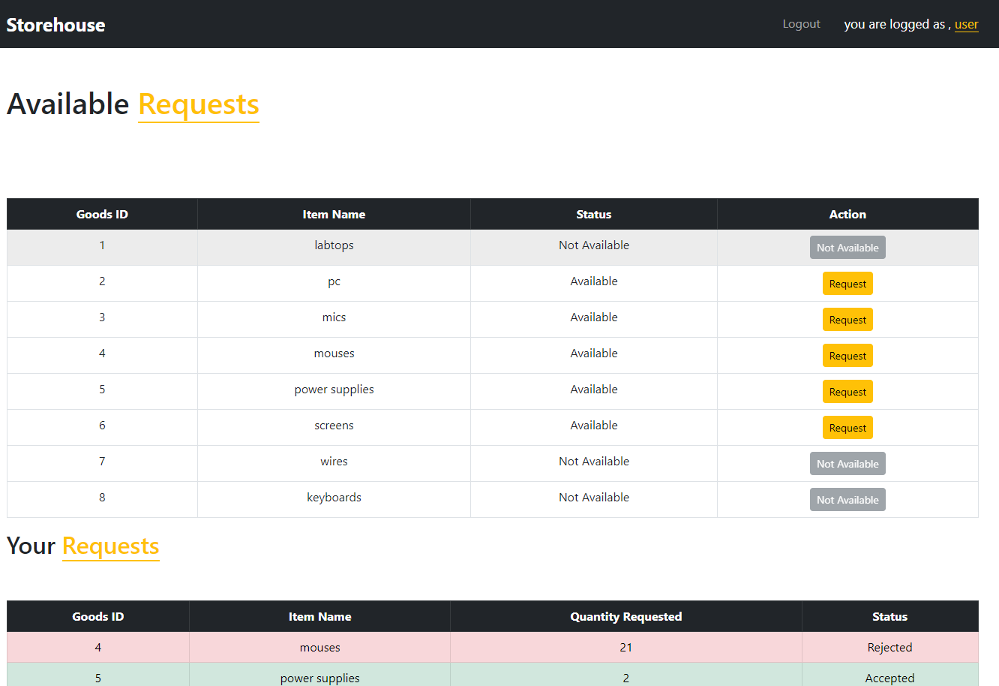 Storehouse Logout you are logged as , user
Available Requests
Goods ID Item Name Status Action
1 labtops Not Available Not Available
2 pc Available Request
3 mics Available Request
4 mouses Available Request
5 power supplies Available Request
6 screens Available Request
7 wires Not Available Not Available
8 keyboards Not Available Not Available
Your Requests
Goods ID Item Name Quantity Requested Status
4 mouses 21 Rejected
5 power supplies 2 Accepted